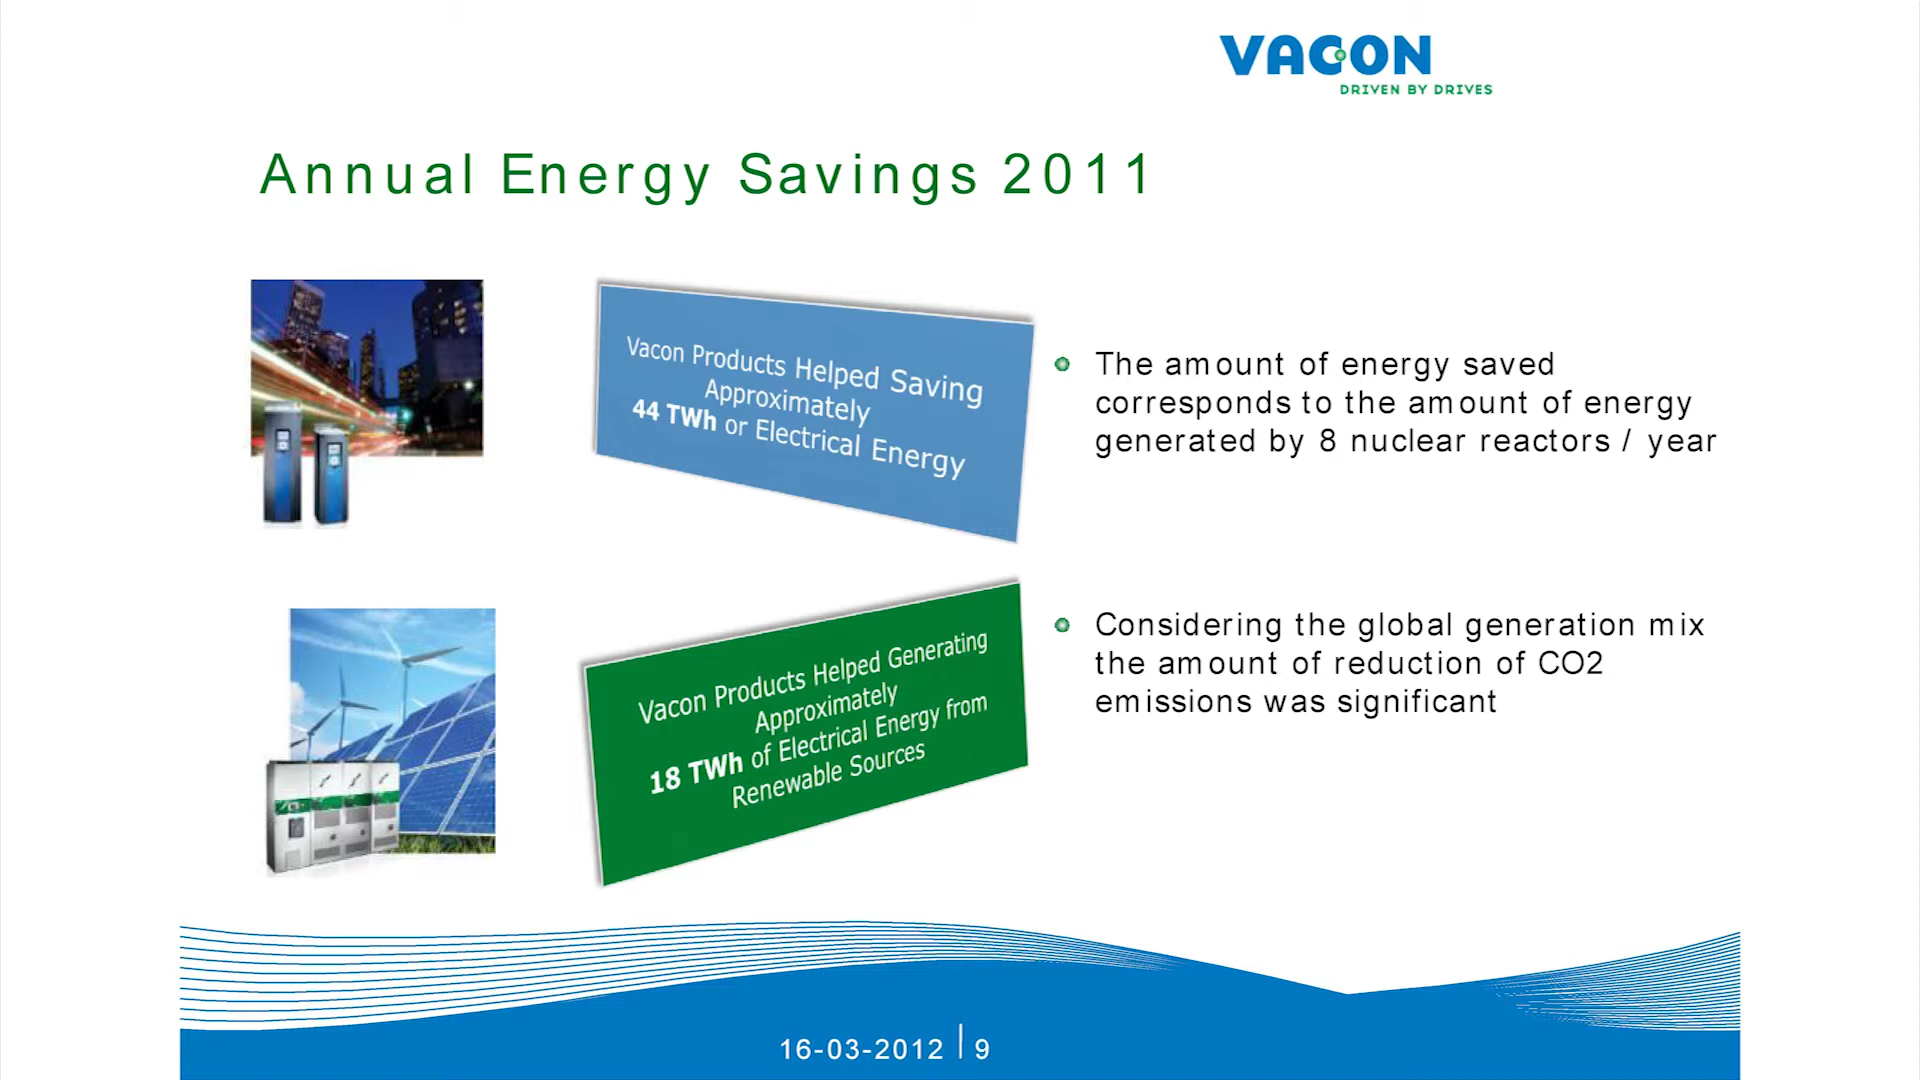 VACON
DRIVEN BY DRIVES
Annual Energy Savings 2011
Vacon Products Helped Saving
Approximately
44 TWh or Electrical Energy
The amount of energy saved
corresponds to the amount of energy
generated by 8 nuclear reactors / year
Vacon Products Helped Generating
Approximately
18 TWh of Electrical Energy from
Renewable Sources
Considering the global generation mix
the amount of reduction of CO2
emissions was significant
16-03-2012 | 9